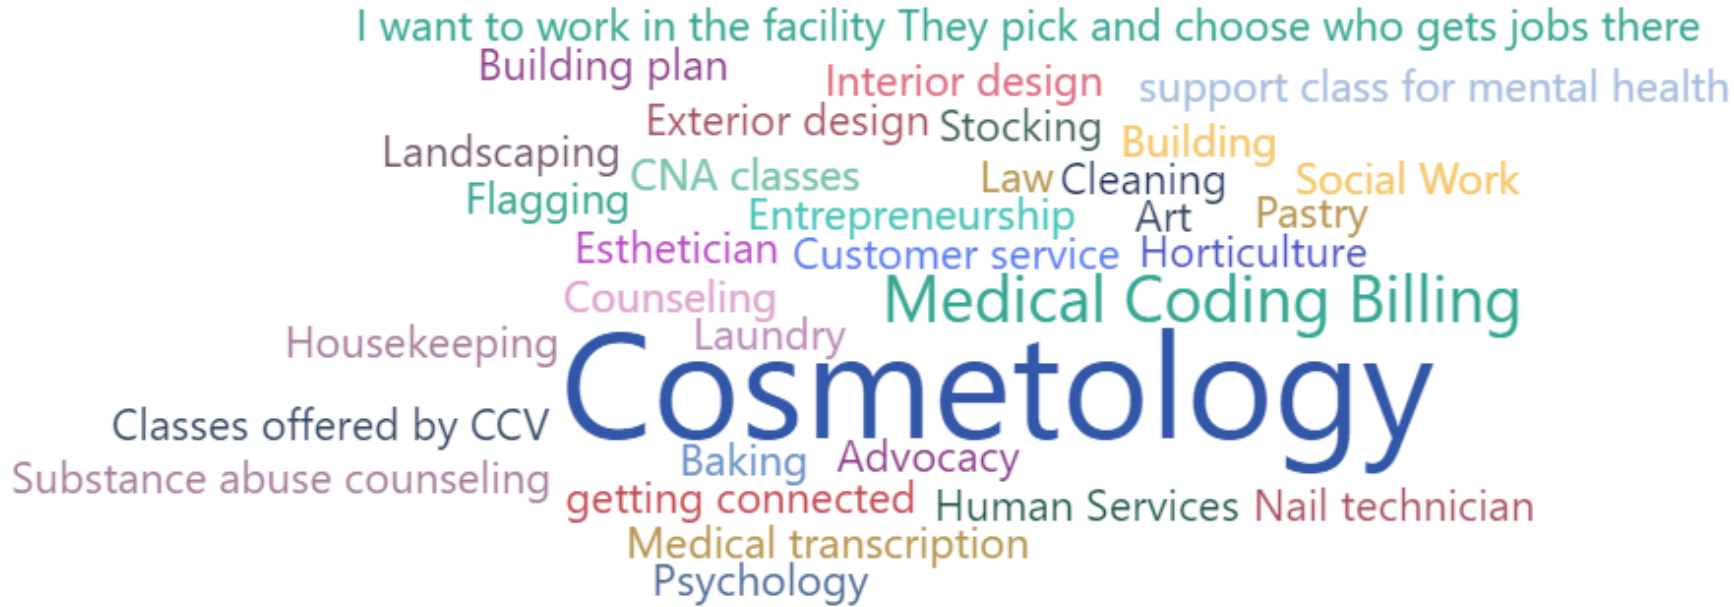 I want to work in the facility They pick and choose who gets jobs there
Building plan
Interior design
support class for mental health
Exterior design
Stocking
Building
Landscaping
CNA classes
Law
Cleaning
Social Work
Flagging
Entrepreneurship
Art
Pastry
Esthetician
Customer service
Horticulture
Counseling
Medical Coding Billing
Housekeeping
Laundry
Cosmetology
Classes offered by CCV
Baking
Advocacy
Substance abuse counseling
getting connected
Human Services
Nail technician
Medical transcription
Psychology